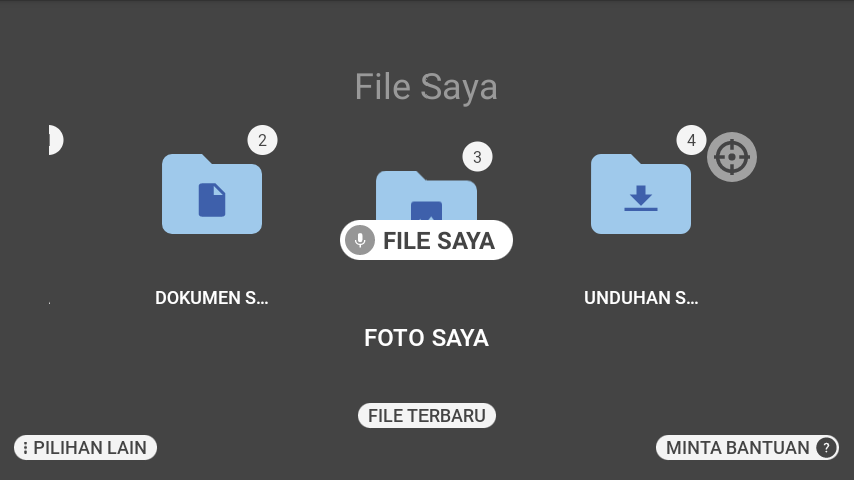 File Saya
2
3
4
FILE SAYA
DOKUMEN S...
UNDUHAN S...
FOTO SAYA
FILE TERBARU
PILIHAN LAIN
MINTA BANTUAN ?